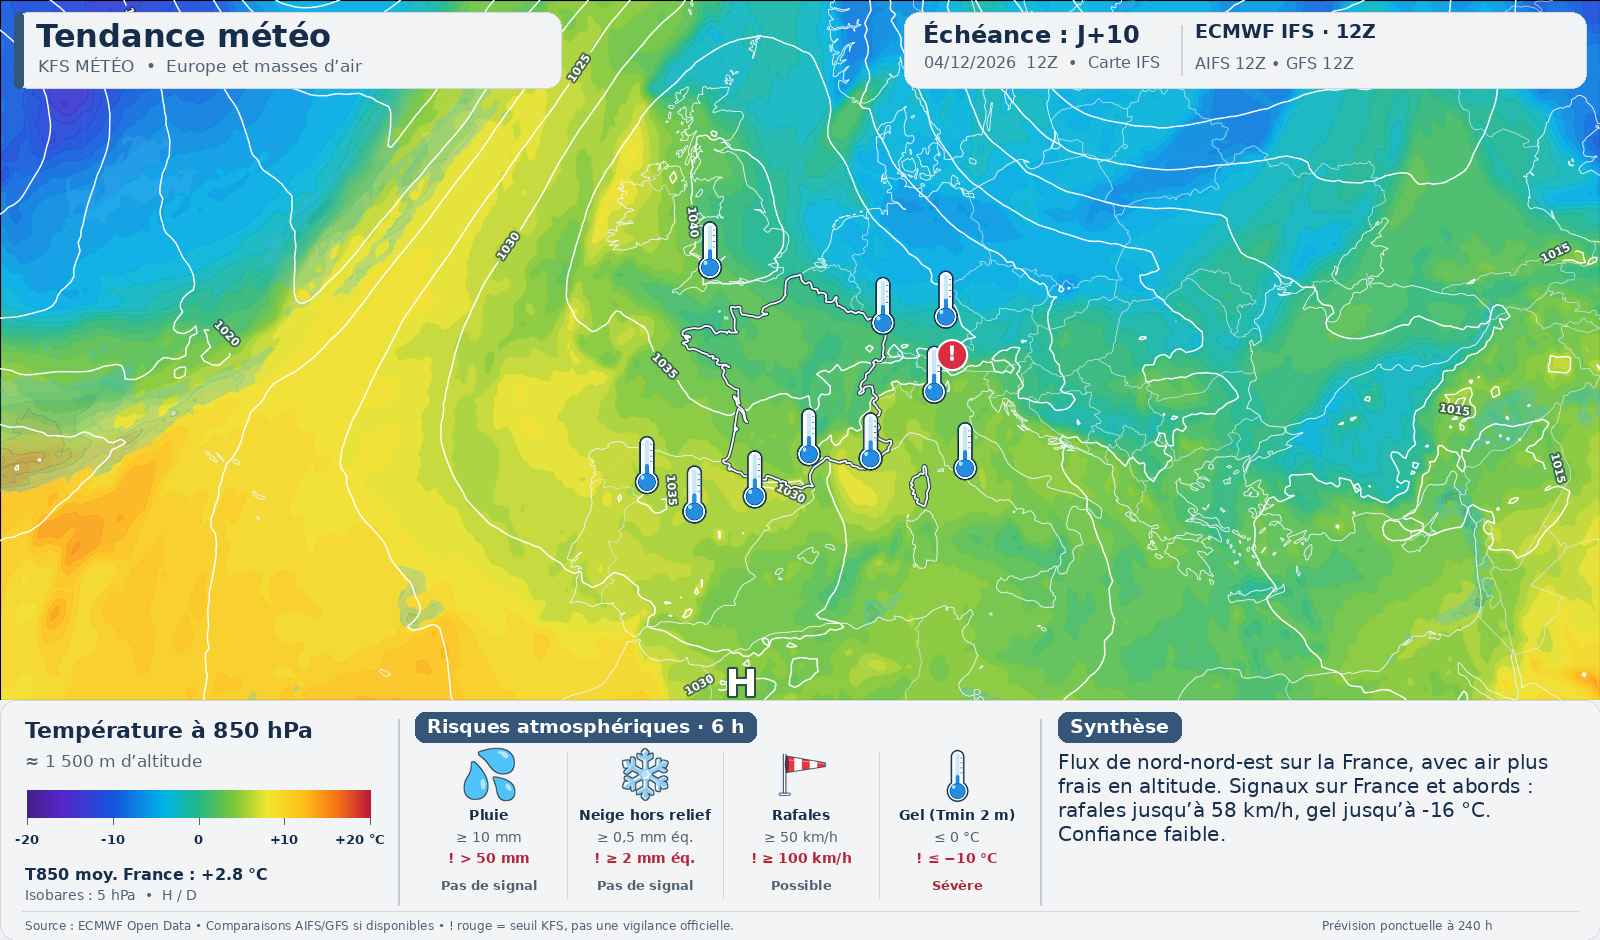 Tendance météo
KFS MÉTÉO • Europe et masses d’air
Échéance : J+10
04/12/2026 12Z • Carte IFS
ECMWF IFS · 12Z
AIFS 12Z • GFS 12Z
1025
1040
1030
1015
1020
1035
1015
1015
1035
1030
1030
H
!
Température à 850 hPa
≈ 1 500 m d’altitude
-20 -10 0 +10 +20 °C
T850 moy. France : +2.8 °C
Isobares : 5 hPa • H / D
Risques atmosphériques · 6 h
Pluie
≥ 10 mm
! > 50 mm
Pas de signal
Neige hors relief
≥ 0,5 mm éq.
! ≥ 2 mm éq.
Pas de signal
Rafales
≥ 50 km/h
! ≥ 100 km/h
Possible
Gel (Tmin 2 m)
≤ 0 °C
! ≤ −10 °C
Sévère
Synthèse
Flux de nord-nord-est sur la France, avec air plus
frais en altitude. Signaux sur France et abords :
rafales jusqu’à 58 km/h, gel jusqu’à -16 °C.
Confiance faible.
Source : ECMWF Open Data • Comparaisons AIFS/GFS si disponibles • ! rouge = seuil KFS, pas une vigilance officielle.
Prévision ponctuelle à 240 h